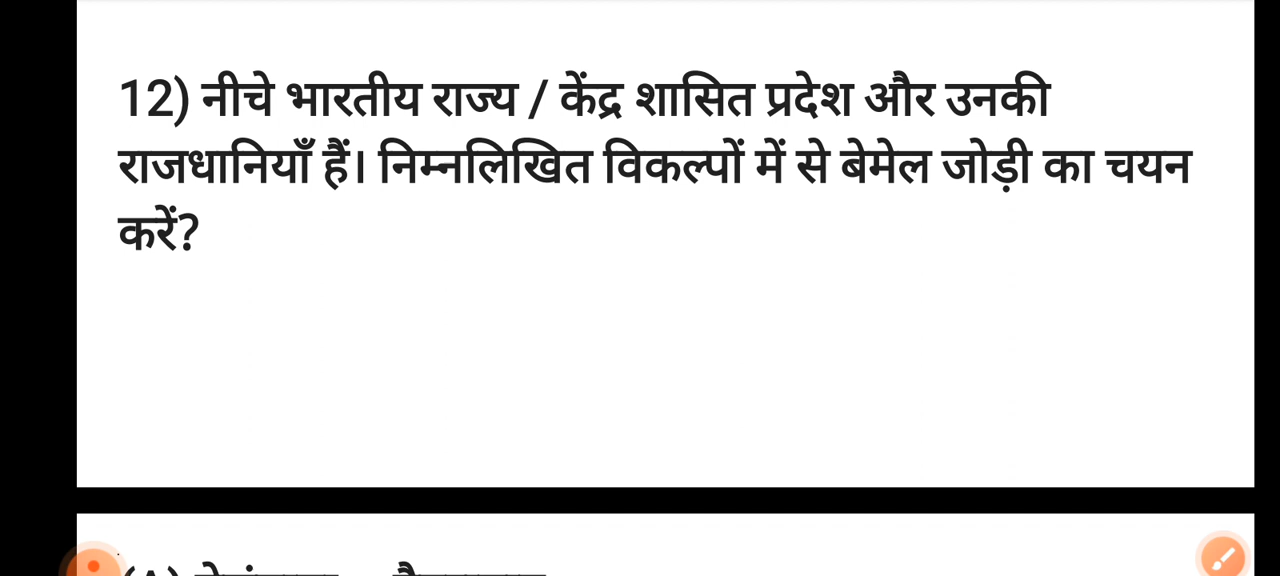 12) नीचे भारतीय राज्य / केंद्र शासित प्रदेश और उनकी
राजधानियाँ हैं। निम्नलिखित विकल्पों में से बेमेल जोड़ी का चयन
करें?